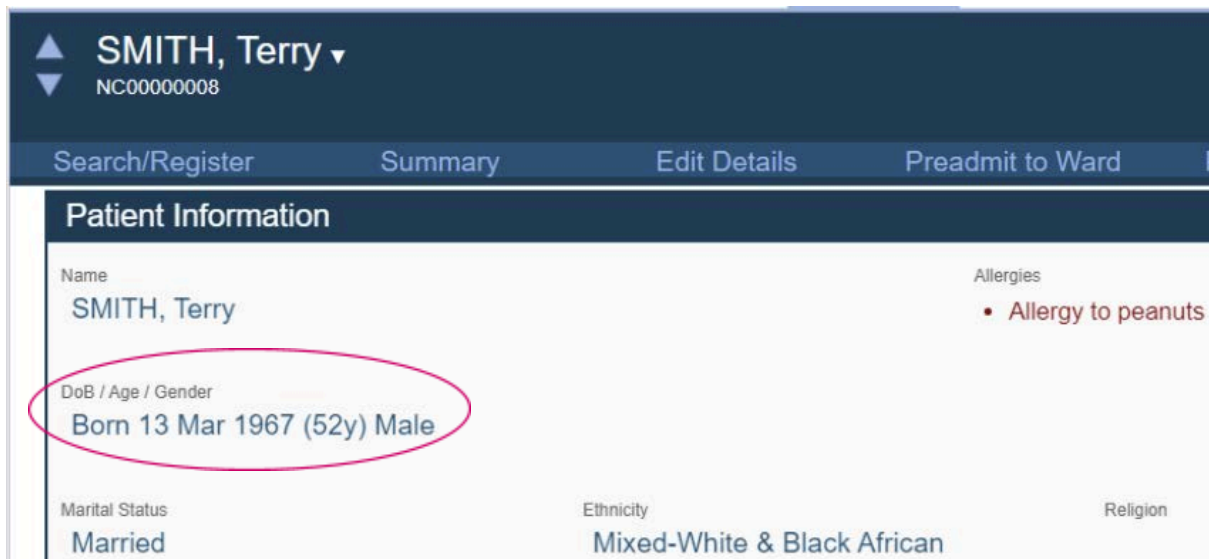 SMITH, Terry
NC00000008
Search/Register Summary Edit Details Preadmit to Ward
Patient Information
Name Allergies
SMITH, Terry • Allergy to peanuts
DoB / Age / Gender
Born 13 Mar 1967 (52y) Male
Marital Status Ethnicity Religion
Married Mixed-White & Black African